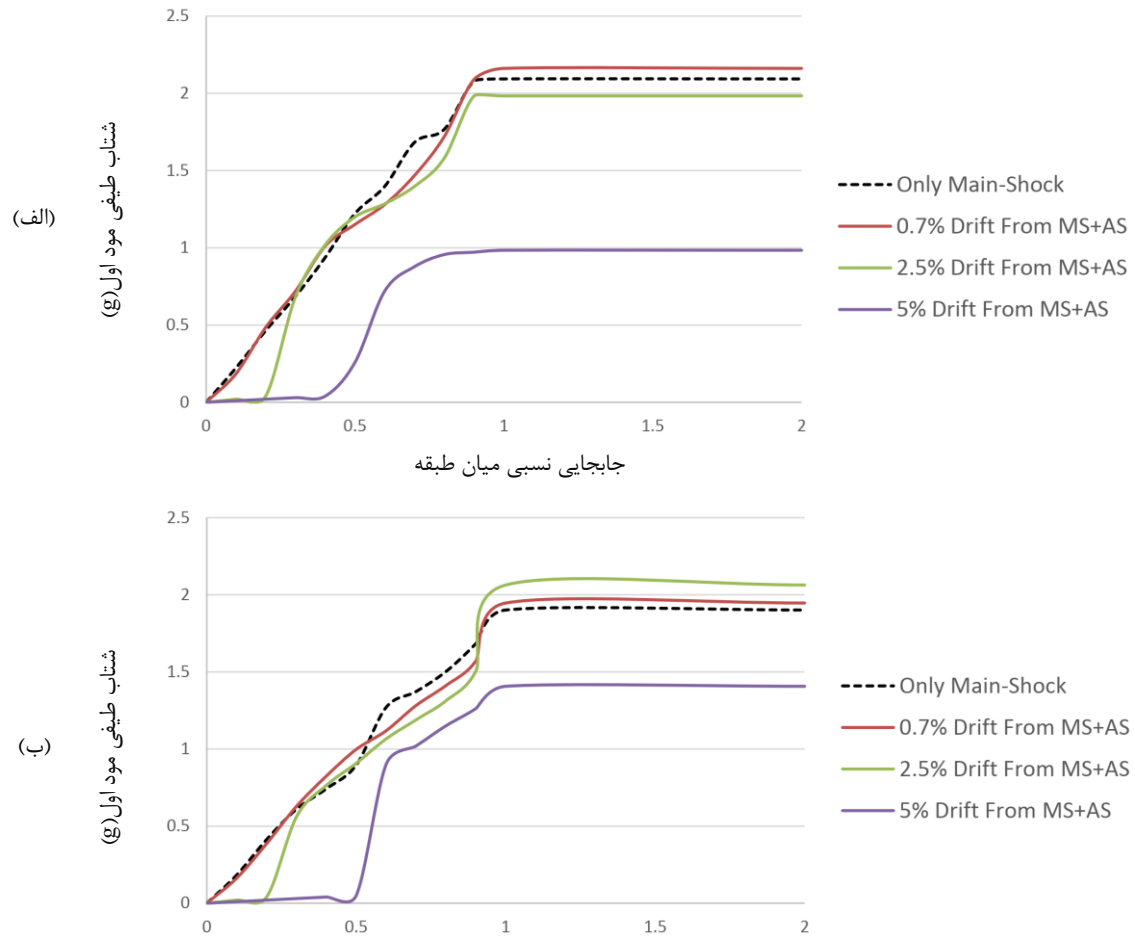 2.5
2
1.5
1
0.5
0
0 0.5 1 1.5 2
شتاب طیفی مود اول(g)
(الف)
جابجایی نسبی میان طبقه
Only Main-Shock
0.7% Drift From MS+AS
2.5% Drift From MS+AS
5% Drift From MS+AS
2.5
2
1.5
1
0.5
0
0 0.5 1 1.5 2
شتاب طیفی مود اول(g)
(ب)
Only Main-Shock
0.7% Drift From MS+AS
2.5% Drift From MS+AS
5% Drift From MS+AS